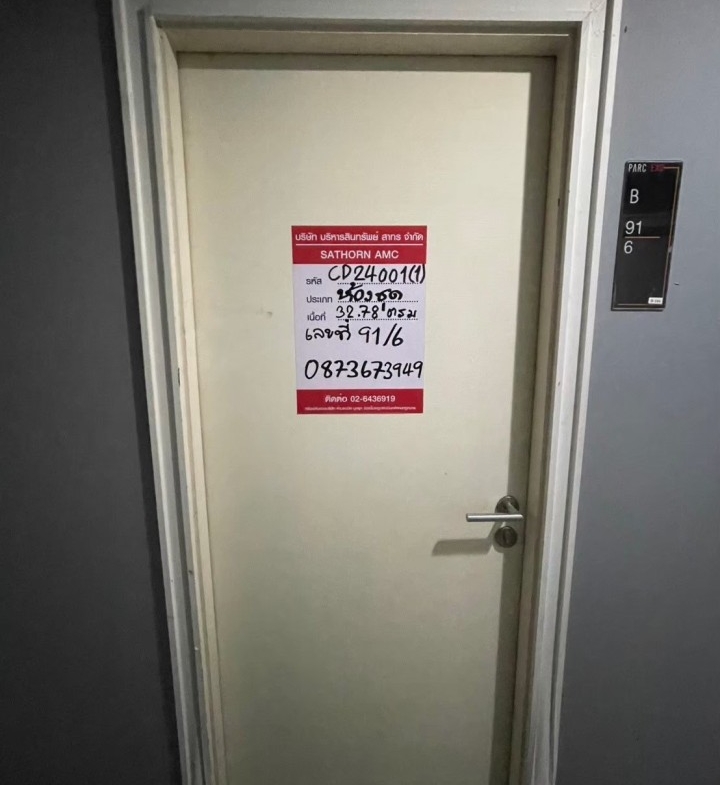 บริษัท บริหารสินทรัพย์ สาทร จำกัด
SATHORN AMC
รหัส CD24001(1)
ประเภท ห้องชุด
เนื้อที่ 32.78 ตรม
เลขที่ 91/6
0873673949
ติดต่อ 02-6436919
PARC EXO
B
91
6